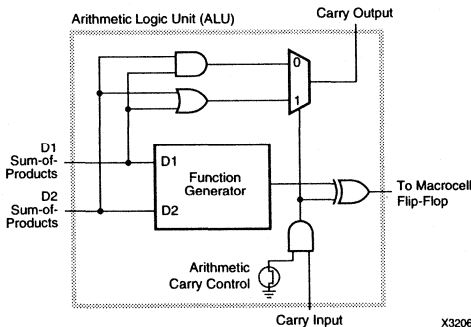 Arithmetic Logic Unit (ALU)
Carry Output
0
1
D1
Sum-of-
Products
D1
Function
Generator
D2
Sum-of-
Products
D2
To Macrocell
Flip-Flop
Arithmetic
Carry Control
Carry Input
X3206